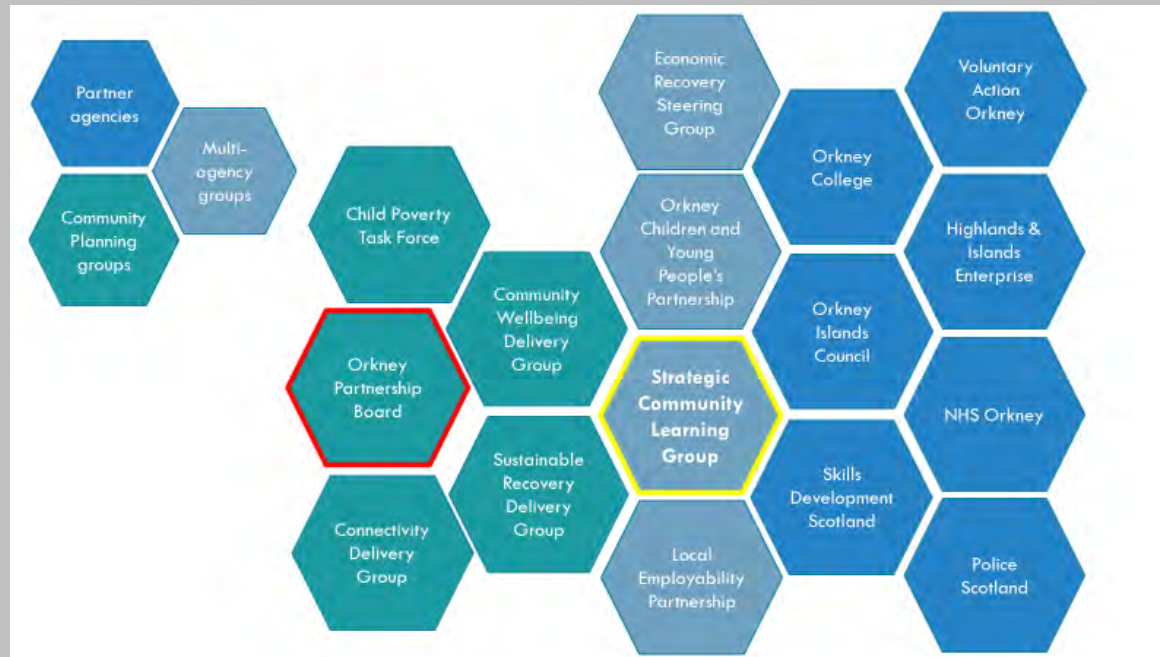 Partner
agencies
Multi-
agency
groups
Community
Planning
groups
Child Poverty
Task Force
Orkney
Partnership
Board
Connectivity
Delivery
Group
Community
Wellbeing
Delivery
Group
Sustainable
Recovery
Delivery
Group
Economic
Recovery
Steering
Group
Orkney
Children and
Young
People's
Partnership
Strategic
Community
Learning
Group
Local
Employability
Partnership
Orkney
College
Orkney
Islands
Council
Skills
Development
Scotland
Voluntary
Action
Orkney
Highlands &
Islands
Enterprise
NHS Orkney
Police
Scotland